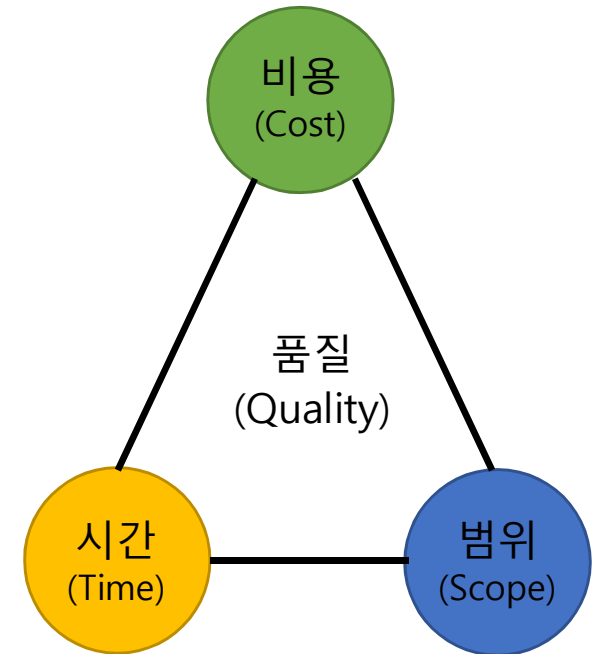 비용
(Cost)
품질
(Quality)
시간
(Time)
범위
(Scope)